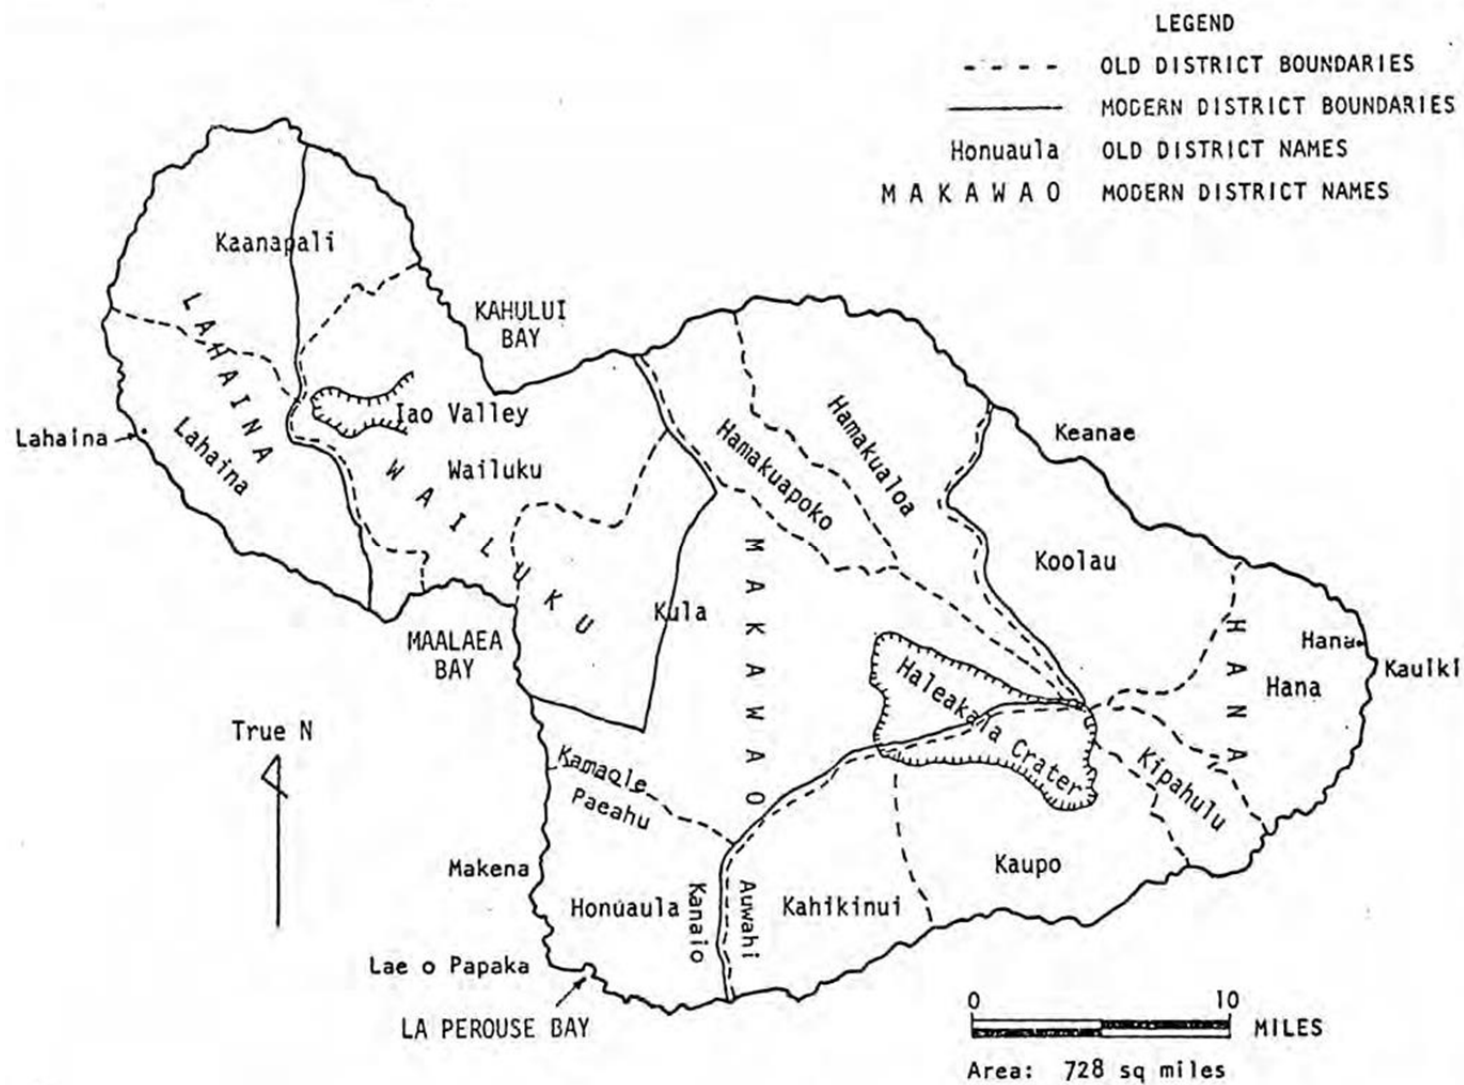 LEGEND
OLD DISTRICT BOUNDARIES
MODERN DISTRICT BOUNDARIES
Honuaula OLD DISTRICT NAMES
MAKAWAO MODERN DISTRICT NAMES
Kaanapali
LAHAINA
KAHULUI
BAY
Iao Valley
Lahaina
Lahaina
Wailuku
WAILUKU
Hamakuapoko
Hamakualoa
Keanae
Koolau
MAKAWAO
Kula
MAALAEA
BAY
HANA
Hana
Hana
Kauiki
Haleakala Crater
Kipahulu
True N
Kamaole
Paeahu
Makena
Honuaula
Kanaio
Auwahi
Kahikinui
Kaupo
Lae o Papaka
LA PEROUSE BAY
0 10
MILES
Area: 728 sq miles